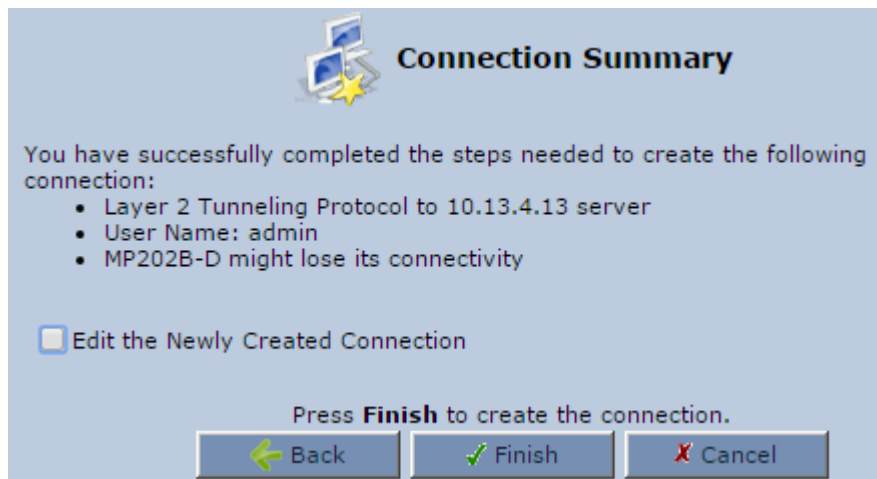 Connection Summary
You have successfully completed the steps needed to create the following
connection:
• Layer 2 Tunneling Protocol to 10.13.4.13 server
• User Name: admin
• MP202B-D might lose its connectivity
Edit the Newly Created Connection
Press Finish to create the connection.
Back Finish Cancel